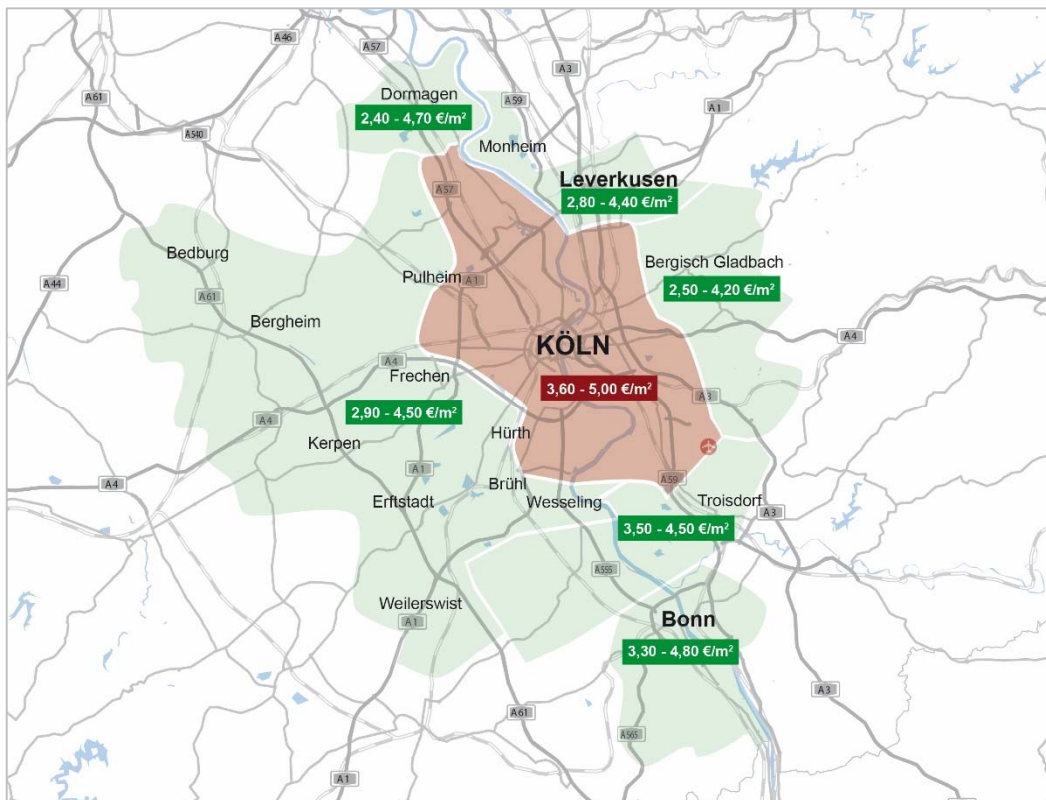 A46
A57
A3
A61
Dormagen
A59
A1
2,40 - 4,70 €/m²
A540
Monheim
Leverkusen
A57
2,80 - 4,40 €/m²
Bedburg
Bergisch Gladbach
Pulheim
A1
A44
2,50 - 4,20 €/m²
A61
Bergheim
A4
KÖLN
A4
Frechen
3,60 - 5,00 €/m²
A3
2,90 - 4,50 €/m²
A4
Hürth
Kerpen
A1
A4
Brühl
A59
Erftstadt
Wesseling
Troisdorf
A3
3,50 - 4,50 €/m²
A555
Weilerswist
A1
Bonn
3,30 - 4,80 €/m²
A3
A61
A565
A1